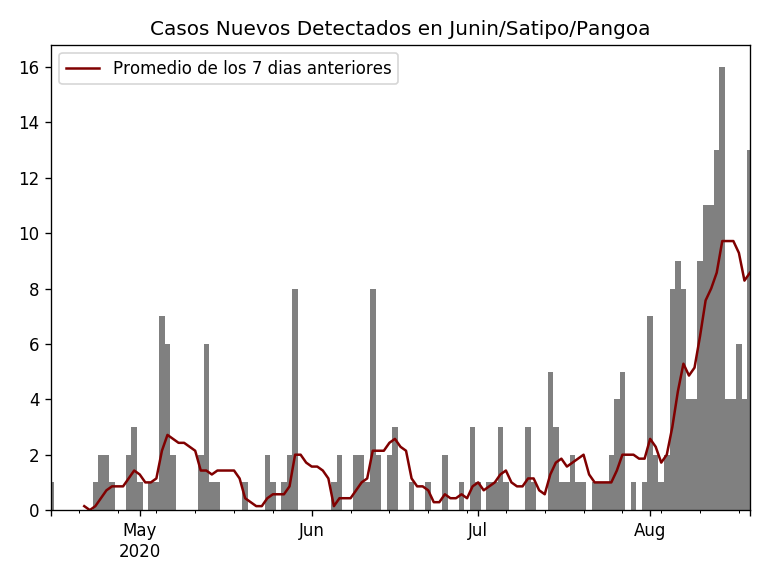 Casos Nuevos Detectados en Junin/Satipo/Pangoa
Promedio de los 7 dias anteriores
16
14
12
10
8
6
4
2
0
May
2020
Jun
Jul
Aug